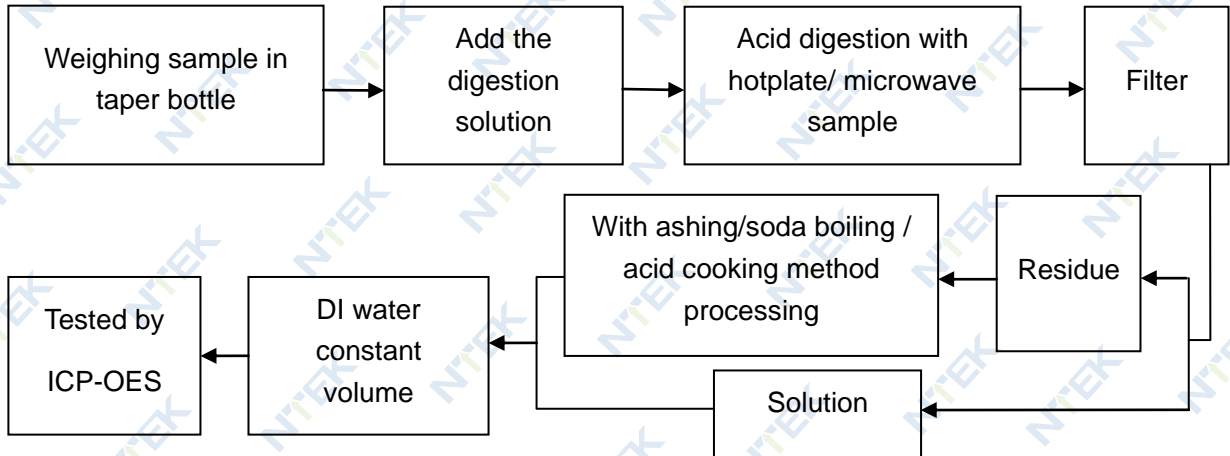 Weighing sample in
taper bottle
Add the
digestion
solution
Acid digestion with
hotplate/ microwave
sample
Filter
Residue
With ashing/soda boiling /
acid cooking method
processing
Solution
DI water
constant
volume
Tested by
ICP-OES
NTEK